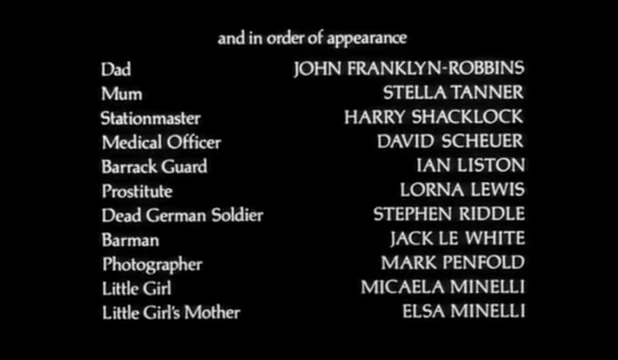 and in order of appearance
Dad JOHN FRANKLYN-ROBBINS
Mum STELLA TANNER
Stationmaster HARRY SHACKLOCK
Medical Officer DAVID SCHEUER
Barrack Guard IAN LISTON
Prostitute LORNA LEWIS
Dead German Soldier STEPHEN RIDDLE
Barman JACK LE WHITE
Photographer MARK PENFOLD
Little Girl MICAELA MINELLI
Little Girl's Mother ELSA MINELLI